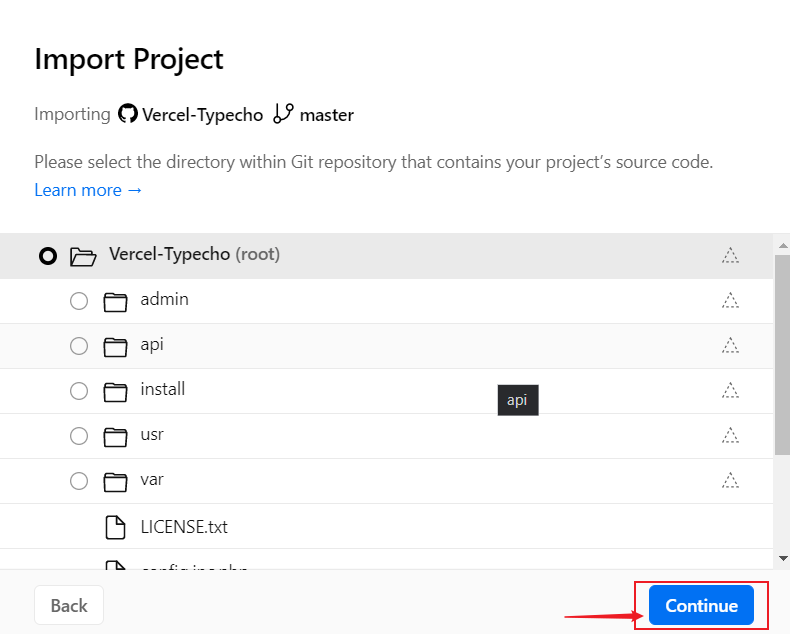 Import Project
Importing Vercel-Typecho master
Please select the directory within Git repository that contains your project’s source code.
Learn more →
Vercel-Typecho (root)
admin
api
install
api
usr
var
LICENSE.txt
Back
Continue